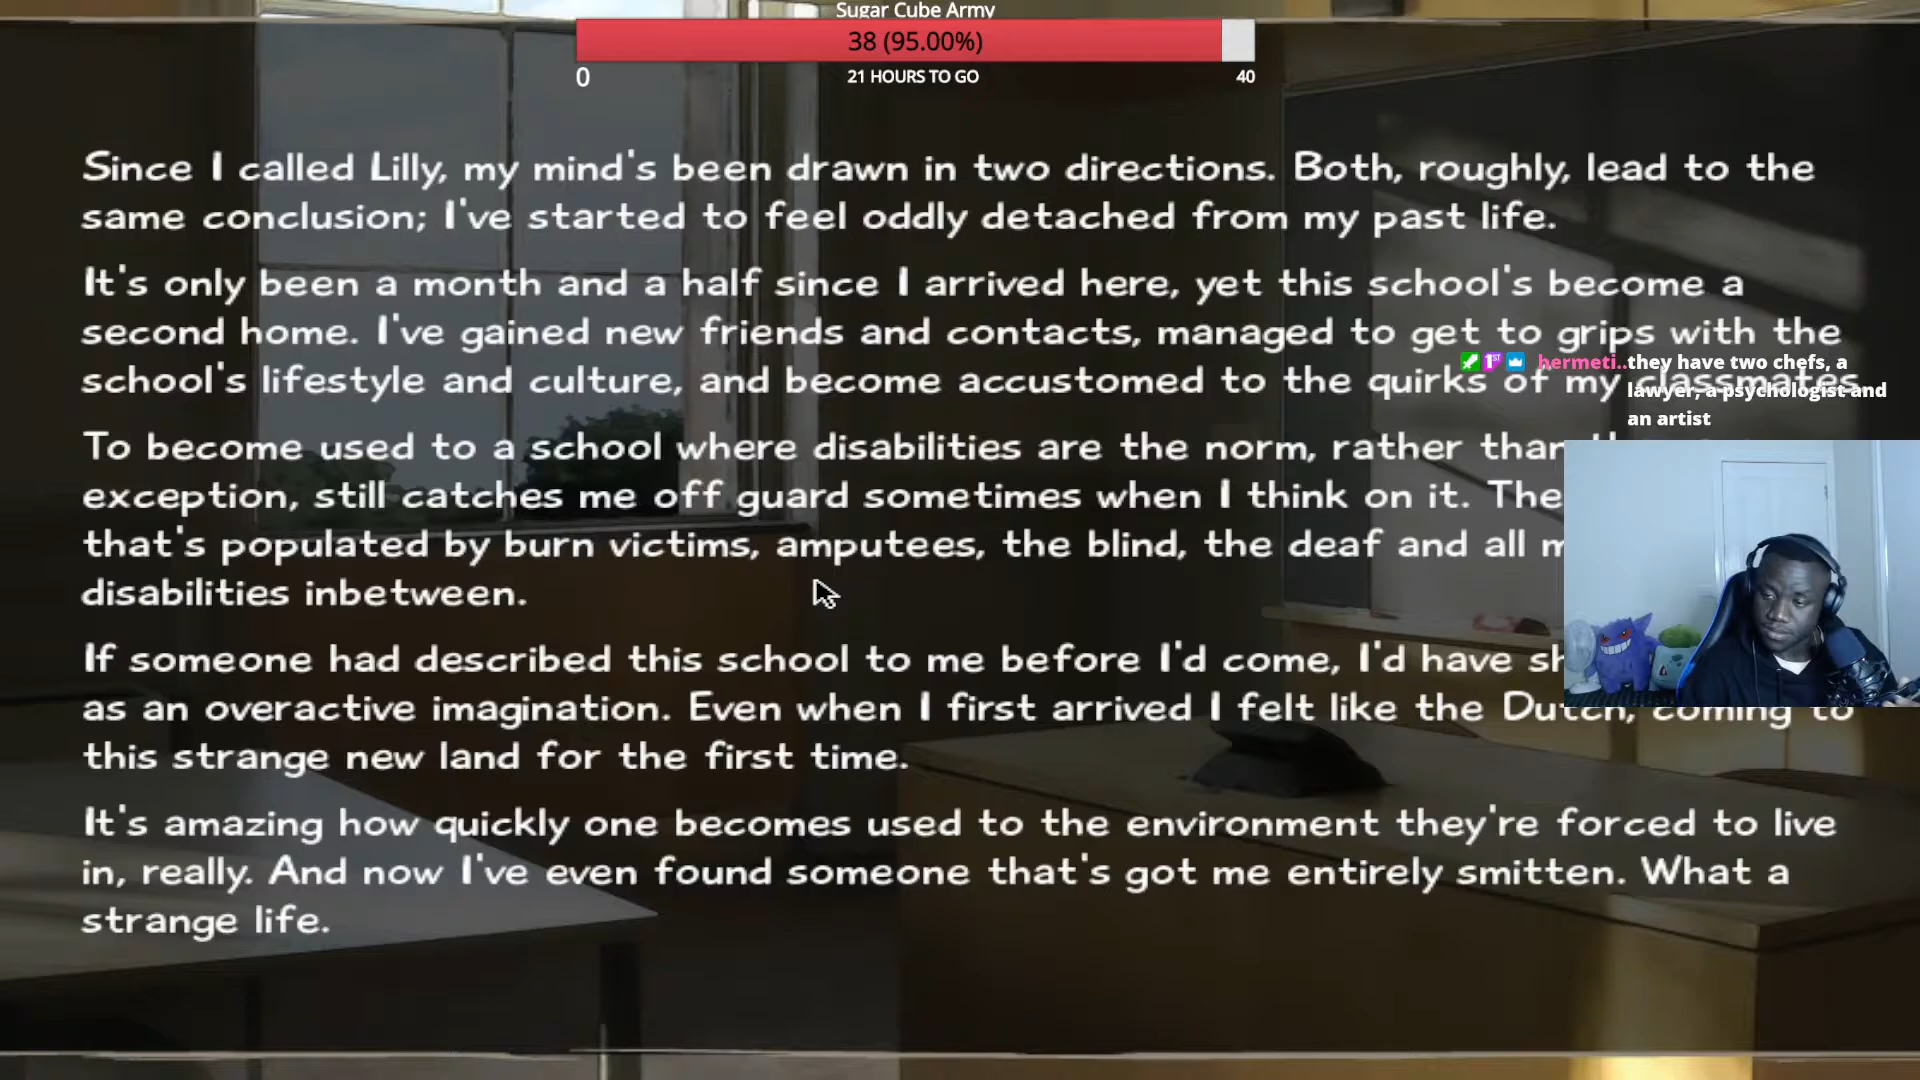 Sugar Cube Army
38 (95.00%)
0 21 HOURS TO GO 40
Since I called Lilly, my mind's been drawn in two directions. Both, roughly, lead to the
same conclusion; I've started to feel oddly detached from my past life.
It's only been a month and a half since I arrived here, yet this school's become a
second home. I've gained new friends and contacts, managed to get to grips with the
school's lifestyle and culture, and become accustomed to the quirks of my classmates.
hermeti..they have two chefs, a
lawyer, a psychologist and
an artist
To become used to a school where disabilities are the norm, rather than
exception, still catches me off guard sometimes when I think on it. The
that's populated by burn victims, amputees, the blind, the deaf and all
disabilities inbetween.
If someone had described this school to me before I'd come, I'd have
as an overactive imagination. Even when I first arrived I felt like the Dutch, coming to
this strange new land for the first time.
It's amazing how quickly one becomes used to the environment they're forced to live
in, really. And now I've even found someone that's got me entirely smitten. What a
strange life.